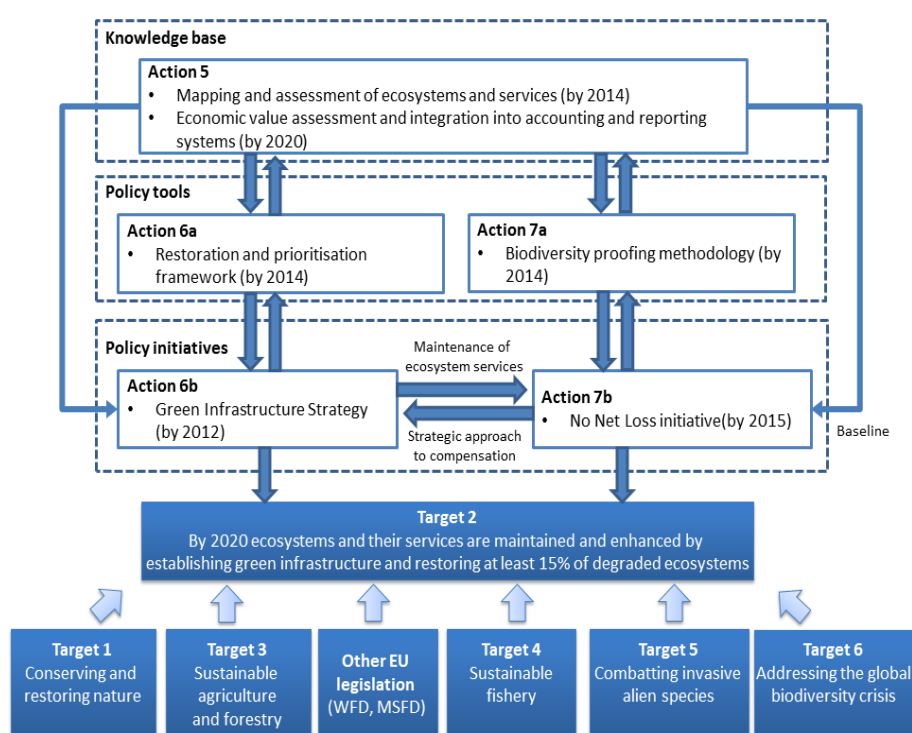 Knowledge base
Action 5
• Mapping and assessment of ecosystems and services (by 2014)
• Economic value assessment and integration into accounting and reporting
systems (by 2020)
Policy tools
Action 6a
• Restoration and prioritisation
framework (by 2014)
Action 7a
• Biodiversity proofing methodology (by
2014)
Policy initiatives
Maintenance of
ecosystem services
Action 6b
• Green Infrastructure Strategy
(by 2012)
Action 7b
• No Net Loss initiative(by 2015)
Strategic approach
to compensation
Baseline
Target 2
By 2020 ecosystems and their services are maintained and enhanced by
establishing green infrastructure and restoring at least 15% of degraded ecosystems
Target 1
Conserving and
restoring nature
Target 3
Sustainable
agriculture
and forestry
Other EU
legislation
(WFD, MSFD)
Target 4
Sustainable
fishery
Target 5
Combatting invasive
alien species
Target 6
Addressing the global
biodiversity crisis